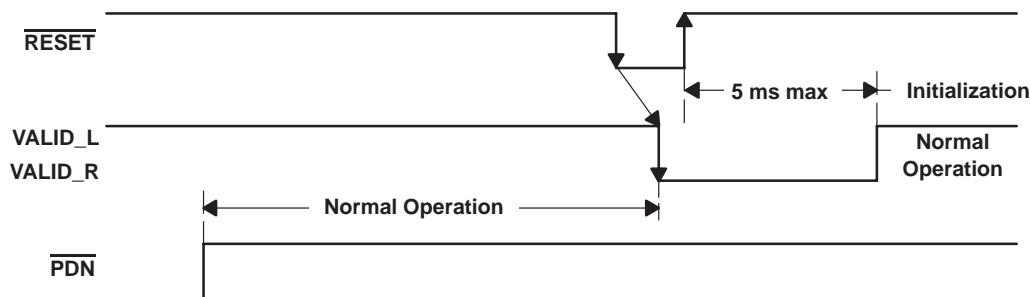 RESET
5 ms max
Initialization
VALID_L
VALID_R
Normal
Operation
Normal Operation
PDN